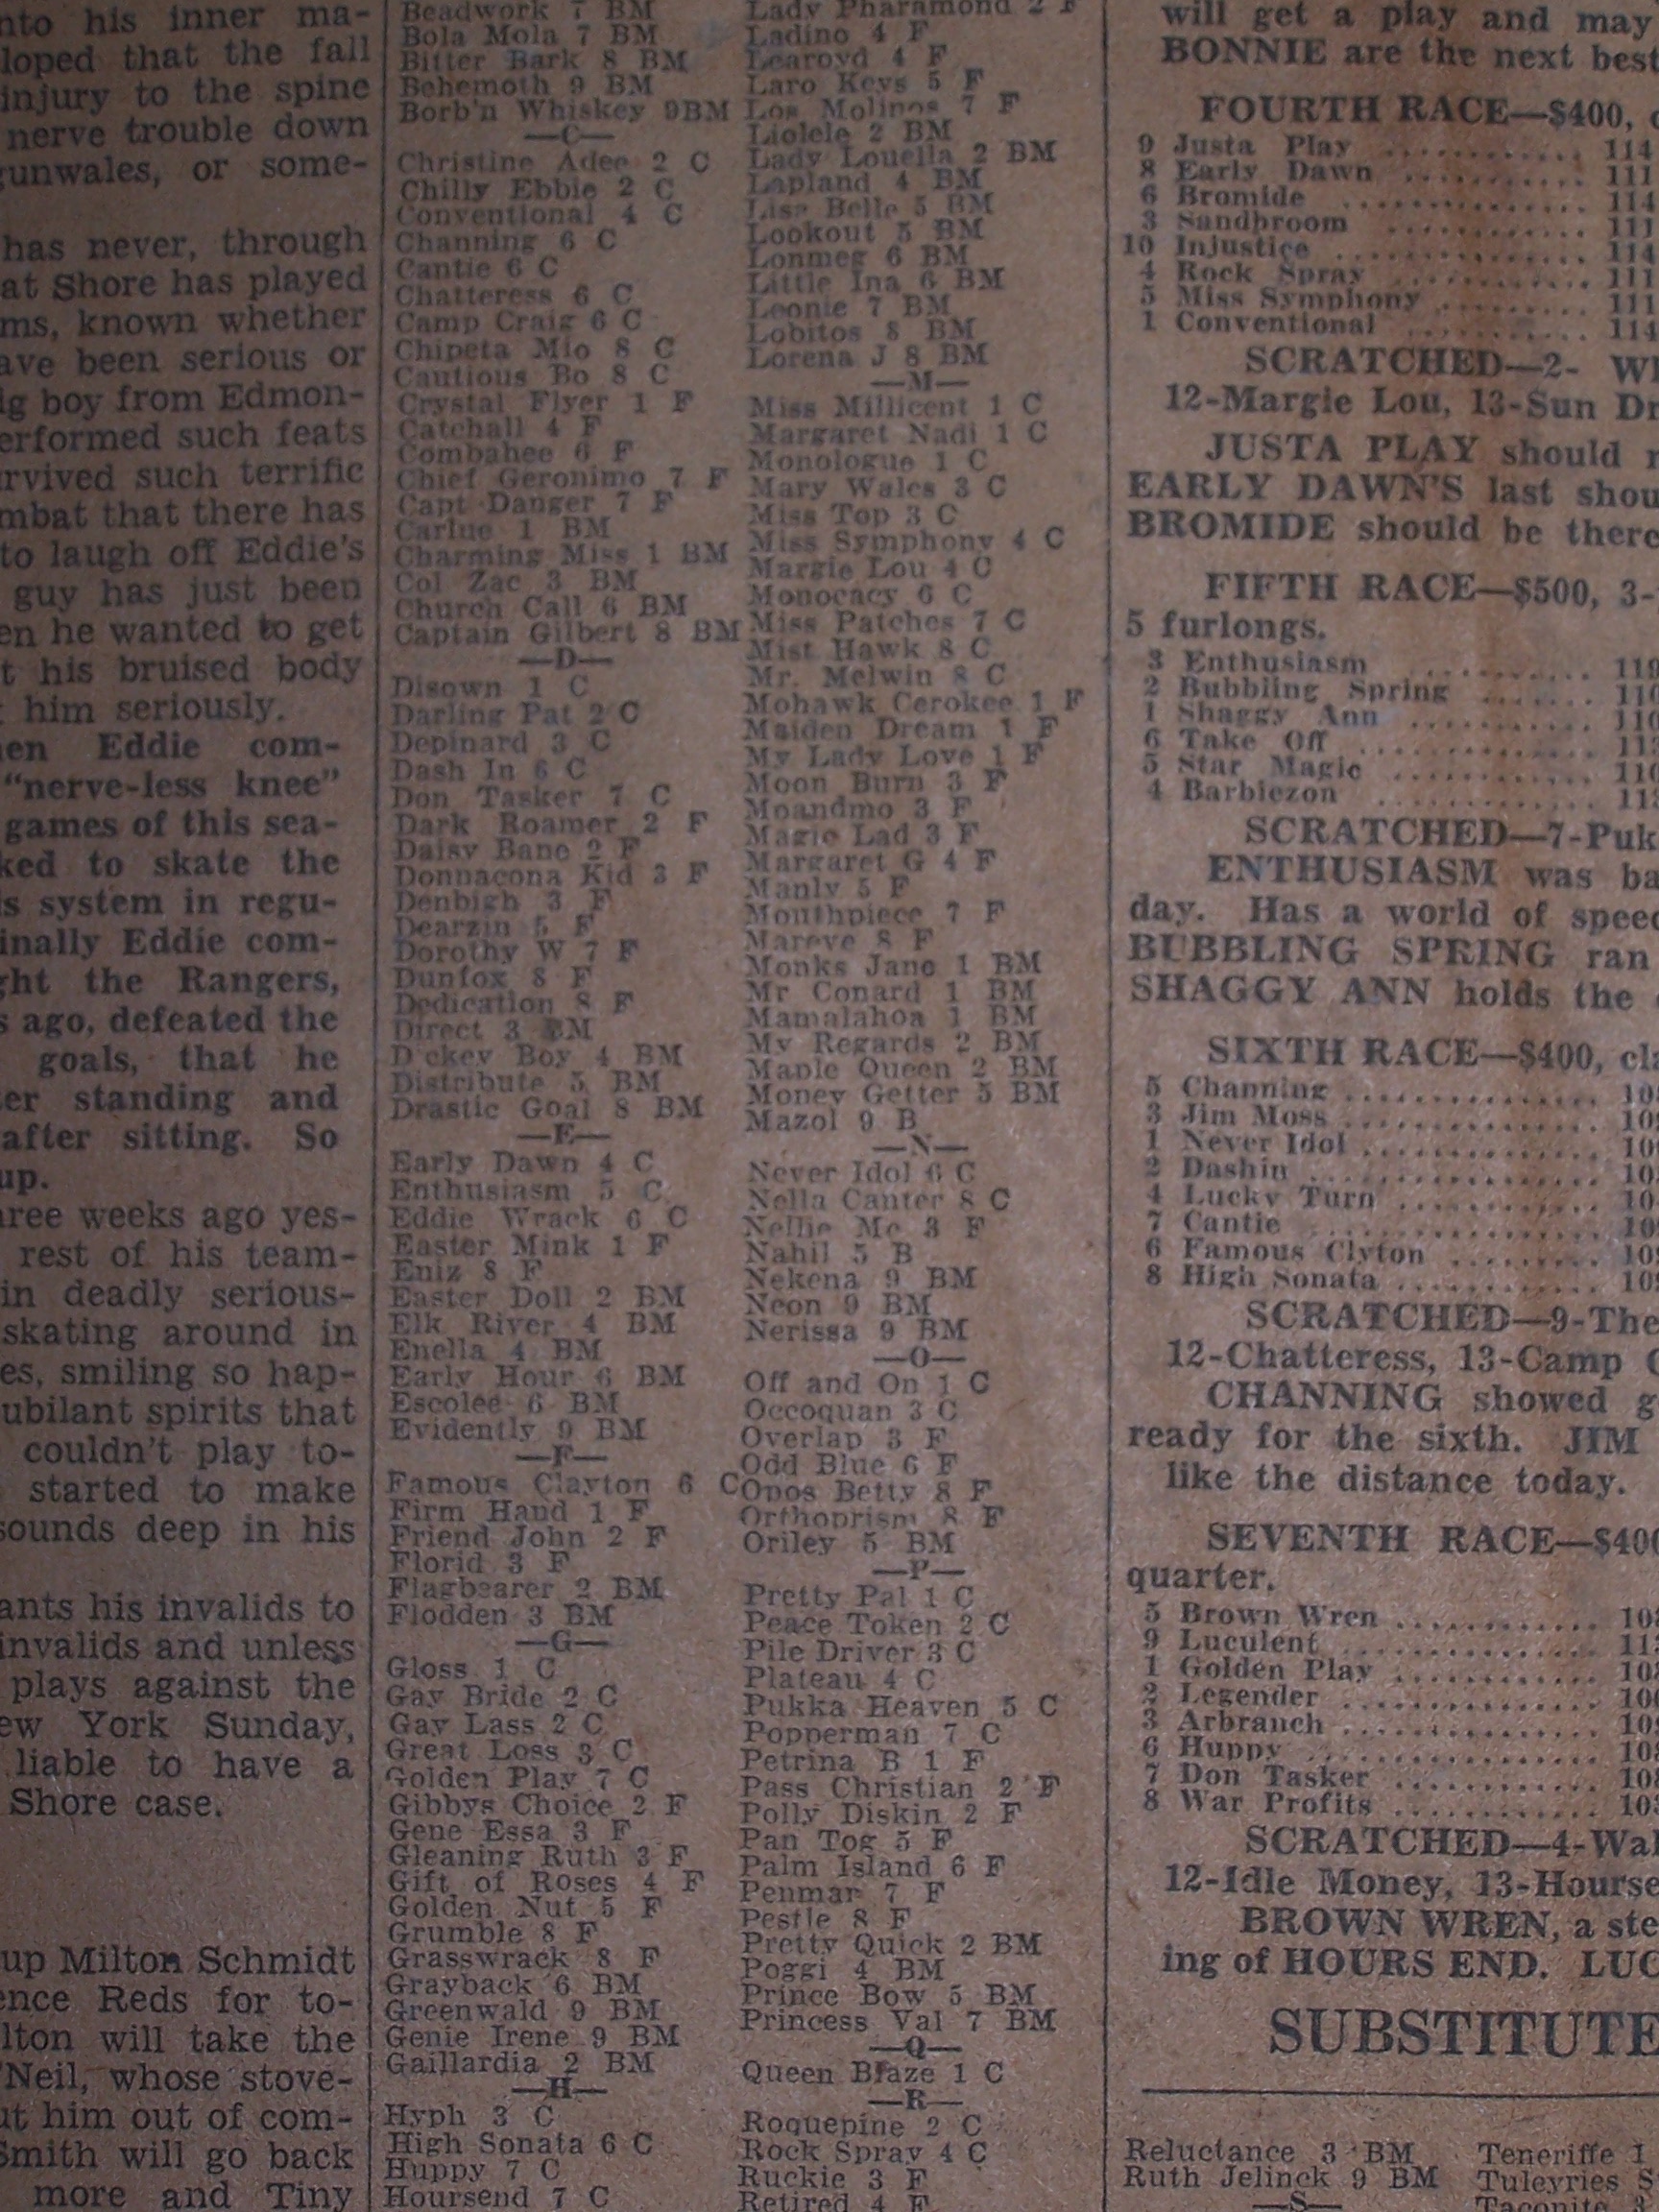 nto his inner ma-
loped that the fall
injury to the spine
nerve trouble down
gunwales, or some-
has never, through
at Shore has played
ms, known whether
ave been serious or
ig boy from Edmon-
erformed such feats
rvived such terrific
mbat that there has
to laugh off Eddie's
guy has just been
en he wanted to get
t his bruised body
him seriously.
en Eddie com-
"nerve-less knee"
games of this sea-
ked to skate the
s system in regu-
inally Eddie com-
ght the Rangers,
s ago, defeated the
goals, that he
er standing and
after sitting. So
up.
hree weeks ago yes-
rest of his team-
in deadly serious-
skating around in
es, smiling so hap-
ubilant spirits that
couldn't play to-
started to make
sounds deep in his
ants his invalids to
invalids and unless
plays against the
ew York Sunday,
liable to have a
Shore case.
up Milton Schmidt
ence Reds for to-
lton will take the
'Neil, whose stove-
ut him out of com-
Smith will go back
more and Tiny
Beadwork 7 BM
Bola Mola 7 BM
Bitter Bark 8 BM
Behemoth 9 BM
Borb'n Whiskey 9BM
—C—
Christine Adee 2 C
Chilly Ebbie 2 C
Conventional 4 C
Channing 6 C
Cantie 6 C
Chatteress 6 C
Camp Craig 6 C
Chipeta Mio 8 C
Cautious Bo 8 C
Crystal Flyer 1 F
Catchall 4 F
Combahee 6 F
Chief Geronimo 7 F
Capt Danger 7 F
Carlue 1 BM
Charming Miss 1 BM
Col Zac 3 BM
Church Call 6 BM
Captain Gilbert 8 BM
—D—
Disown 1 C
Darling Pat 2 C
Depinard 3 C
Dash In 6 C
Don Tasker 7 C
Dark Roamer 2 F
Daisy Bane 2 F
Donnacona Kid 3 F
Denbigh 3 F
Dearzin 5 F
Dorothy W 7 F
Dunfox 8 F
Dedication 8 F
Direct 3 BM
D'ckey Boy 4 BM
Distribute 5 BM
Drastic Goal 8 BM
—E—
Early Dawn 4 C
Enthusiasm 5 C
Eddie Wrack 6 C
Easter Mink 1 F
Eniz 8 F
Easter Doll 2 BM
Elk River 4 BM
Enella 4 BM
Early Hour 6 BM
Escolee 6 BM
Evidently 9 BM
—F—
Famous Clayton 6 C
Firm Hand 1 F
Friend John 2 F
Florid 3 F
Flagbearer 2 BM
Flodden 3 BM
—G—
Gloss 1 C
Gay Bride 2 C
Gay Lass 2 C
Great Loss 3 C
Golden Play 7 C
Gibbys Choice 2 F
Gene Essa 3 F
Gleaning Ruth 3 F
Gift of Roses 4 F
Golden Nut 5 F
Grumble 8 F
Grasswrack 8 F
Grayback 6 BM
Greenwald 9 BM
Genie Irene 9 BM
Gaillardia 2 BM
—H—
Hyph 3 C
High Sonata 6 C
Huppy 7 C
Hoursend 7 C
Lady Pharamond 2 F
Ladino 4 F
Learoyd 4 F
Laro Keys 5 F
Los Molinos 7 F
Liolele 2 BM
Lady Louella 2 BM
Lapland 4 BM
Lisa Belle 5 BM
Lookout 5 BM
Lonmeg 6 BM
Little Ina 6 BM
Leonie 7 BM
Lobitos 8 BM
Lorena J 8 BM
—M—
Miss Millicent 1 C
Margaret Nadi 1 C
Monologue 1 C
Mary Wales 3 C
Miss Top 3 C
Miss Symphony 4 C
Margie Lou 4 C
Monocacy 6 C
Miss Patches 7 C
Mist Hawk 8 C
Mr. Melwin 8 C
Mohawk Cerokee 1 F
Maiden Dream 1 F
My Lady Love 1 F
Moon Burn 3 F
Moandmo 3 F
Magic Lad 3 F
Margaret G 4 F
Manly 5 F
Mouthpiece 7 F
Mareve 8 F
Monks Jane 1 BM
Mr Conard 1 BM
Mamalahoa 1 BM
My Regards 2 BM
Maple Queen 2 BM
Money Getter 5 BM
Mazol 9 B
—N—
Never Idol 6 C
Nella Canter 8 C
Nellie Mc 3 F
Nahil 5 B
Nekena 9 BM
Neon 9 BM
Nerissa 9 BM
—O—
Off and On 1 C
Occoquan 3 C
Overlap 3 F
Odd Blue 6 F
Opos Betty 8 F
Orthoprism 8 F
Oriley 5 BM
—P—
Pretty Pal 1 C
Peace Token 2 C
Pile Driver 3 C
Plateau 4 C
Pukka Heaven 5 C
Popperman 7 C
Petrina B 1 F
Pass Christian 2 F
Polly Diskin 2 F
Pan Tog 5 F
Palm Island 6 F
Penmar 7 F
Pestle 8 F
Pretty Quick 2 BM
Poggi 4 BM
Prince Bow 5 BM
Princess Val 7 BM
—Q—
Queen Blaze 1 C
—R—
Roquepine 2 C
Rock Spray 4 C
Ruckie 3 F
Retired 4 F
will get a play and may
BONNIE are the next best
FOURTH RACE—$400, c
9 Justa Play ............ 114
8 Early Dawn ............ 111
6 Bromide ............ 114
3 Sandbroom ............ 111
10 Injustice ............ 114
4 Rock Spray ............ 111
5 Miss Symphony ............ 111
1 Conventional ............ 114
SCRATCHED—2- Wh
12-Margie Lou, 13-Sun Dr
JUSTA PLAY should r
EARLY DAWN'S last shou
BROMIDE should be there
FIFTH RACE—$500, 3-
5 furlongs.
3 Enthusiasm ............ 119
2 Bubbling Spring ....... 110
1 Shaggy Ann ............ 110
6 Take Off ............ 113
5 Star Magic ............ 110
4 Barbiezon ............ 113
SCRATCHED—7-Puk
ENTHUSIASM was ba
day. Has a world of speed
BUBBLING SPRING ran
SHAGGY ANN holds the
SIXTH RACE—$400, cla
5 Channing ............ 10
3 Jim Moss ............ 10
1 Never Idol ............ 10
2 Dashin ............ 10
4 Lucky Turn ............ 10
7 Cantie ............ 10
6 Famous Clyton ............ 10
8 High Sonata ............ 10
SCRATCHED—9-The
12-Chatteress, 13-Camp C
CHANNING showed g
ready for the sixth. JIM
like the distance today.
SEVENTH RACE—$400
quarter.
5 Brown Wren ............ 10
9 Luculent ............ 11
1 Golden Play ............ 10
2 Legender ............ 10
3 Arbranch ............ 10
6 Huppy ............ 10
7 Don Tasker ............ 10
8 War Profits ............ 10
SCRATCHED—4-Wal
12-Idle Money, 13-Hourse
BROWN WREN, a ste
ing of HOURS END. LUC
SUBSTITUTE
Reluctance 3 BM
Ruth Jelinck 9 BM
—S—
Teneriffe 1
Tuleyries S